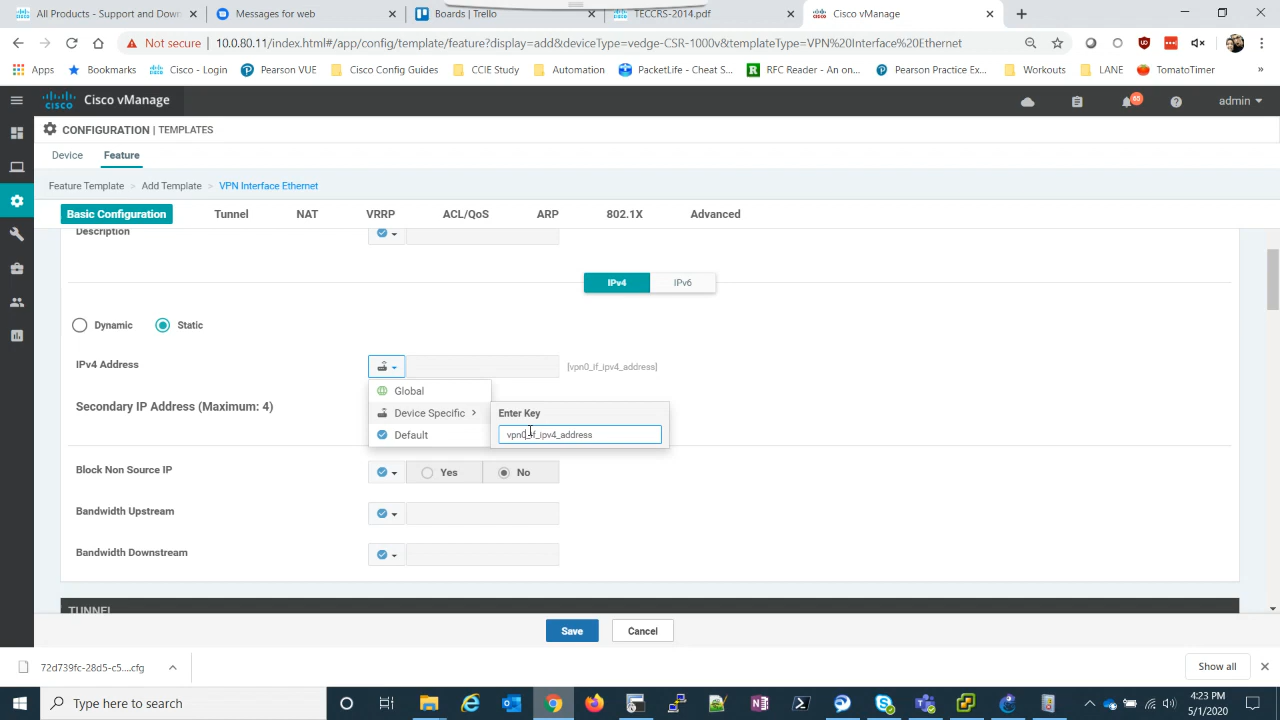 All Products - All Documents
Messages for web
Boards | Trello
TECCRS-2014.pdf
Cisco vManage
Not secure | 10.0.80.11/index.html#/app/config/template/feature?feature=add&deviceType=vedge-CSR-1000v&templateType=VPN%20Interface%20Ethernet
Apps
Bookmarks
Cisco - Login
Pearson VUE
Cisco Config Guides
CCIE Study
Automation
PacketLife - Cheat S...
RFC Reader - An on...
Pearson Practice Ex...
Workouts
LANE
TomatoTimer
»
Cisco vManage
admin
CONFIGURATION | TEMPLATES
Device
Feature
Feature Template > Add Template > VPN Interface Ethernet
Basic Configuration
Tunnel
NAT
VRRP
ACL/QoS
ARP
802.1X
Advanced
Description
IPv4
IPv6
Dynamic
Static
IPv4 Address
[vpn0_if_ipv4_address]
Global
Secondary IP Address (Maximum: 4)
Device Specific >
Enter Key
Default
vpn0_if_ipv4_address
Block Non Source IP
Yes
No
Bandwidth Upstream
Bandwidth Downstream
TUNNEL
Save
Cancel
72d739fc-28d5-c5....cfg
Show all
Type here to search
4:23 PM
5/1/2020